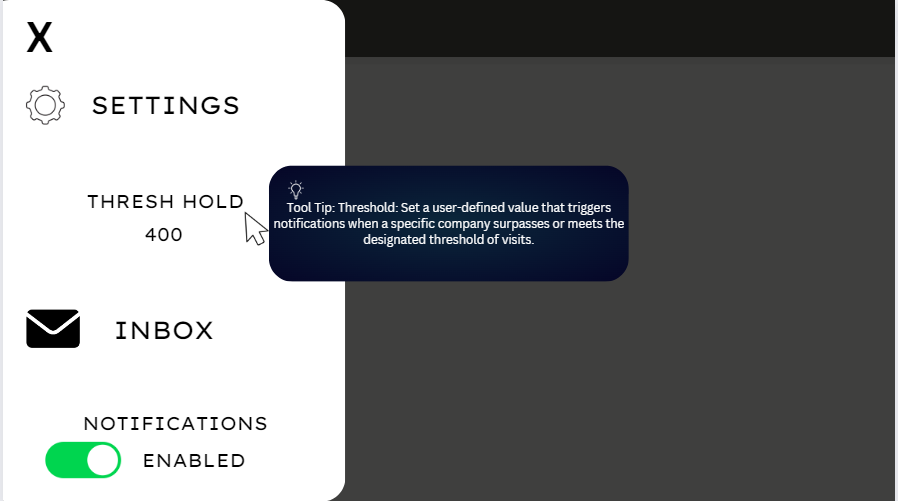 X
SETTINGS
THRESH HOLD
400
Tool Tip: Threshold: Set a user-defined value that triggers
notifications when a specific company surpasses or meets the
designated threshold of visits.
INBOX
NOTIFICATIONS
ENABLED